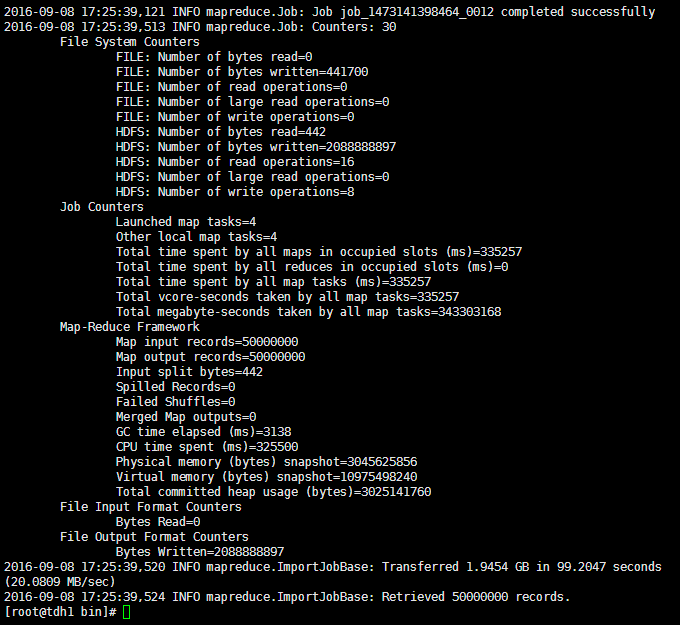 2016-09-08 17:25:39,121 INFO mapreduce.Job: Job job_1473141398464_0012 completed successfully
2016-09-08 17:25:39,513 INFO mapreduce.Job: Counters: 30
File System Counters
FILE: Number of bytes read=0
FILE: Number of bytes written=441700
FILE: Number of read operations=0
FILE: Number of large read operations=0
FILE: Number of write operations=0
HDFS: Number of bytes read=442
HDFS: Number of bytes written=2088888897
HDFS: Number of read operations=16
HDFS: Number of large read operations=0
HDFS: Number of write operations=8
Job Counters
Launched map tasks=4
Other local map tasks=4
Total time spent by all maps in occupied slots (ms)=335257
Total time spent by all reduces in occupied slots (ms)=0
Total time spent by all map tasks (ms)=335257
Total vcore-seconds taken by all map tasks=335257
Total megabyte-seconds taken by all map tasks=343303168
Map-Reduce Framework
Map input records=50000000
Map output records=50000000
Input split bytes=442
Spilled Records=0
Failed Shuffles=0
Merged Map outputs=0
GC time elapsed (ms)=3138
CPU time spent (ms)=325500
Physical memory (bytes) snapshot=3045625856
Virtual memory (bytes) snapshot=10975498240
Total committed heap usage (bytes)=3025141760
File Input Format Counters
Bytes Read=0
File Output Format Counters
Bytes Written=2088888897
2016-09-08 17:25:39,520 INFO mapreduce.ImportJobBase: Transferred 1.9454 GB in 99.2047 seconds
(20.0809 MB/sec)
2016-09-08 17:25:39,524 INFO mapreduce.ImportJobBase: Retrieved 50000000 records.
[root@tdh1 bin]#